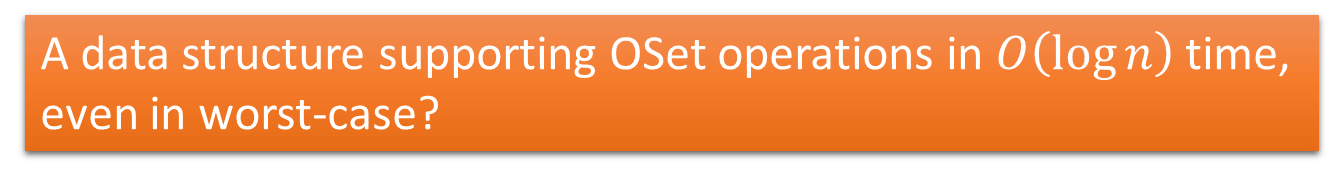 A data structure supporting OSet operations in O(log n) time,
even in worst-case?